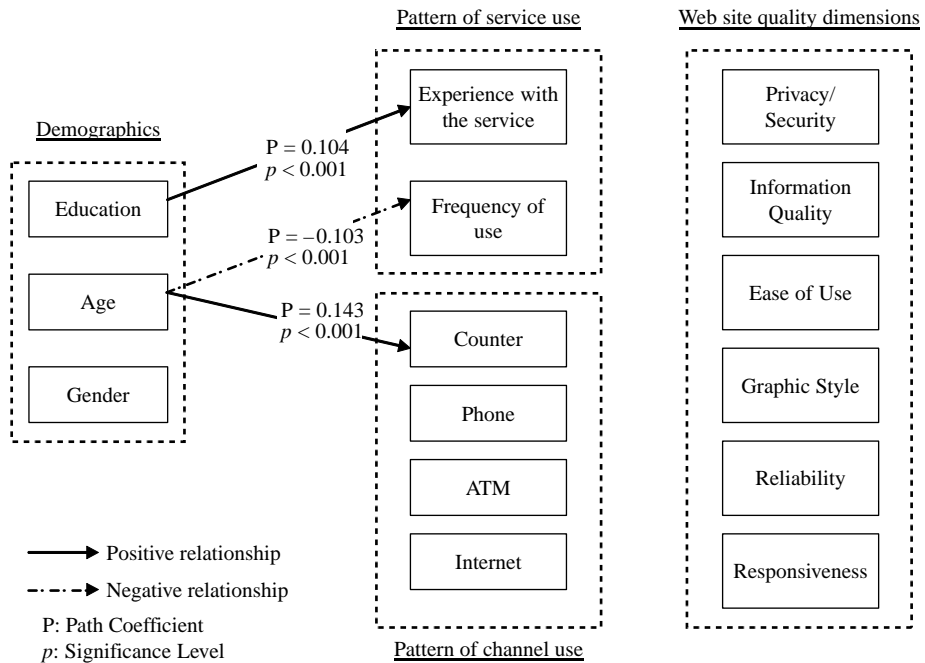 Pattern of service use
Web site quality dimensions
Demographics
Education
Age
Gender
P = 0.104
p < 0.001
P = –0.103
p < 0.001
P = 0.143
p < 0.001
Experience with
the service
Frequency of
use
Counter
Phone
ATM
Internet
Pattern of channel use
Privacy/
Security
Information
Quality
Ease of Use
Graphic Style
Reliability
Responsiveness
Positive relationship
Negative relationship
P: Path Coefficient
p: Significance Level